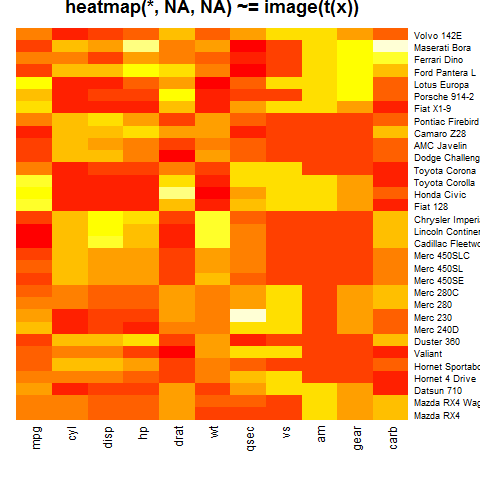 heatmap(*, NA, NA) ~= image(t(x))
Volvo 142E
Maserati Bora
Ferrari Dino
Ford Pantera L
Lotus Europa
Porsche 914-2
Fiat X1-9
Pontiac Firebird
Camaro Z28
AMC Javelin
Dodge Challeng
Toyota Corona
Toyota Corolla
Honda Civic
Fiat 128
Chrysler Imperi
Lincoln Contine
Cadillac Fleetwo
Merc 450SLC
Merc 450SL
Merc 450SE
Merc 280C
Merc 280
Merc 230
Merc 240D
Duster 360
Valiant
Hornet Sportabo
Hornet 4 Drive
Datsun 710
Mazda RX4 Wag
Mazda RX4
mpg cyl disp hp drat wt qsec vs am gear carb